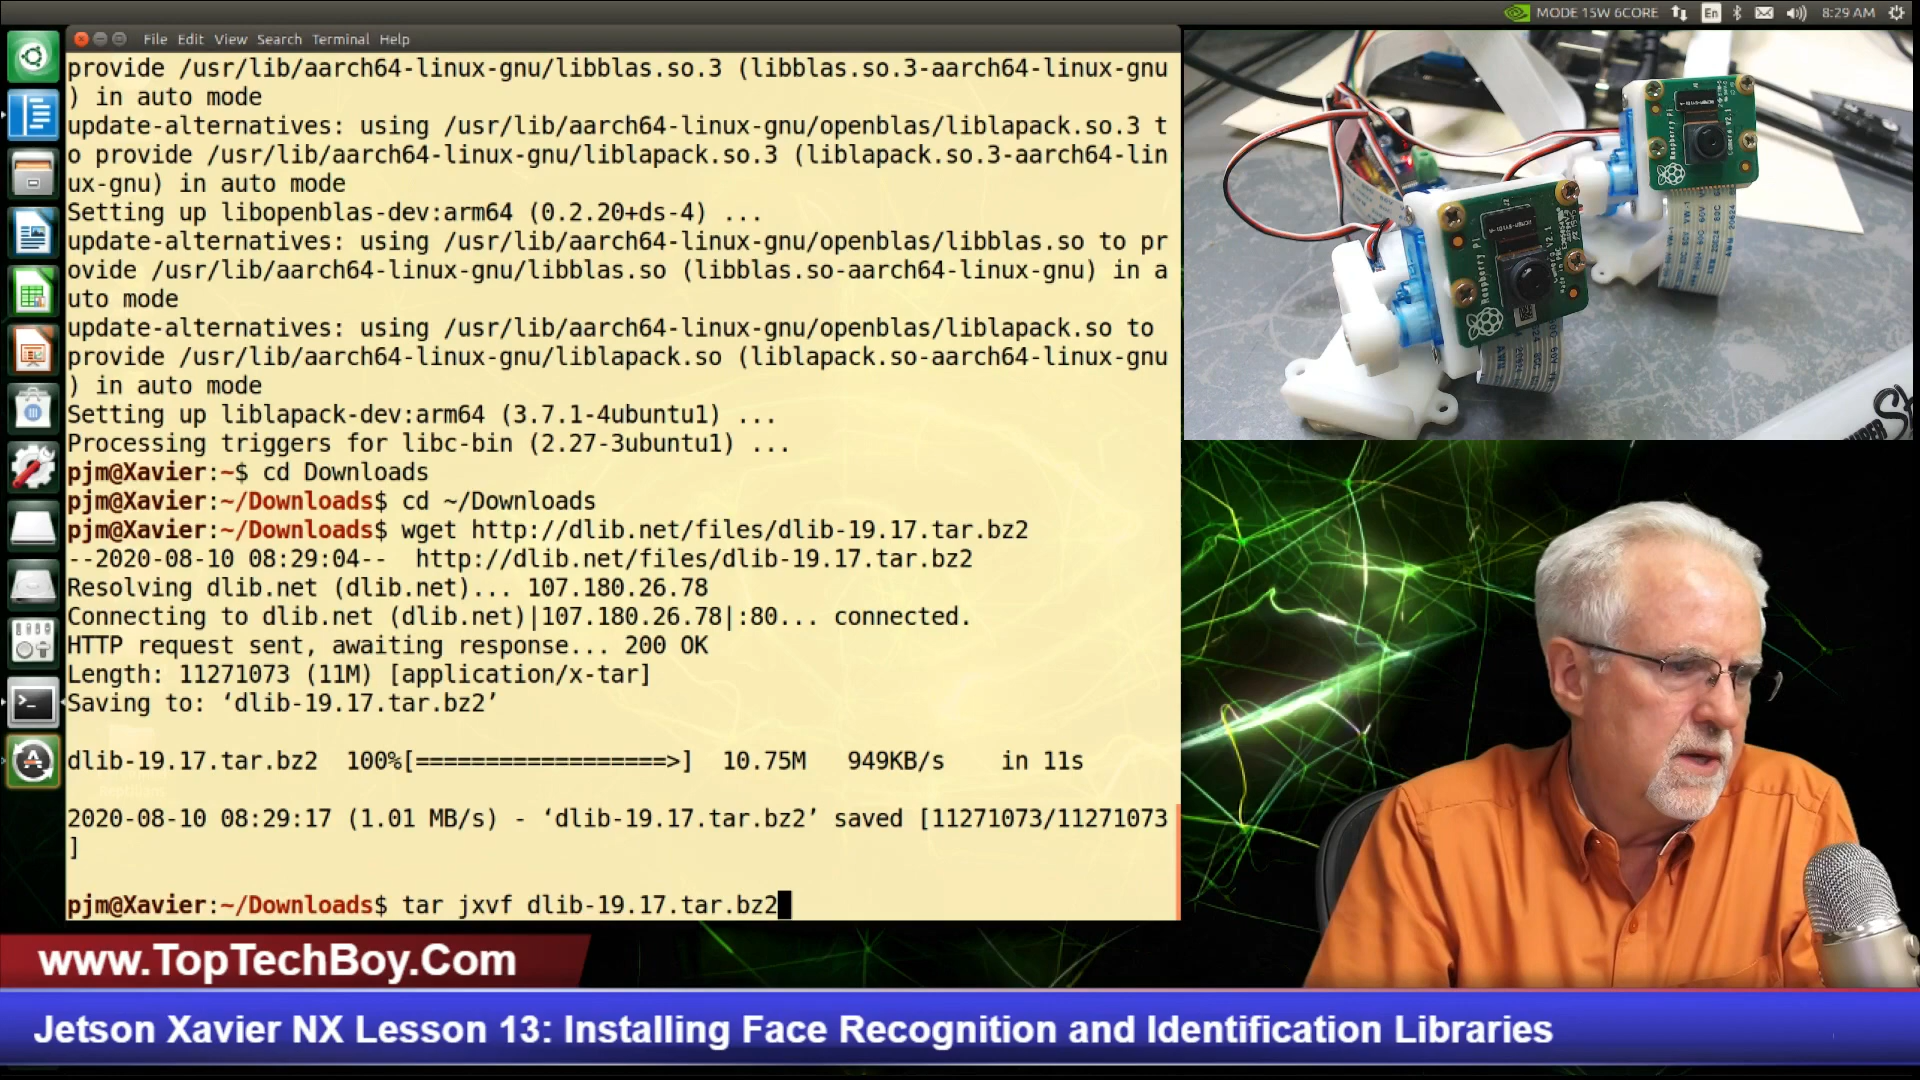 MODE 15W 6CORE En 8:29 AM
File Edit View Search Terminal Help
provide /usr/lib/aarch64-linux-gnu/libblas.so.3 (libblas.so.3-aarch64-linux-gnu
) in auto mode
update-alternatives: using /usr/lib/aarch64-linux-gnu/openblas/liblapack.so.3 t
o provide /usr/lib/aarch64-linux-gnu/liblapack.so.3 (liblapack.so.3-aarch64-lin
ux-gnu) in auto mode
Setting up libopenblas-dev:arm64 (0.2.20+ds-4) ...
update-alternatives: using /usr/lib/aarch64-linux-gnu/openblas/libblas.so to pr
ovide /usr/lib/aarch64-linux-gnu/libblas.so (libblas.so-aarch64-linux-gnu) in a
uto mode
update-alternatives: using /usr/lib/aarch64-linux-gnu/openblas/liblapack.so to
provide /usr/lib/aarch64-linux-gnu/liblapack.so (liblapack.so-aarch64-linux-gnu
) in auto mode
Setting up liblapack-dev:arm64 (3.7.1-4ubuntu1) ...
Processing triggers for libc-bin (2.27-3ubuntu1) ...
pjm@Xavier:~$ cd Downloads
pjm@Xavier:~/Downloads$ cd ~/Downloads
pjm@Xavier:~/Downloads$ wget http://dlib.net/files/dlib-19.17.tar.bz2
--2020-08-10 08:29:04--  http://dlib.net/files/dlib-19.17.tar.bz2
Resolving dlib.net (dlib.net)... 107.180.26.78
Connecting to dlib.net (dlib.net)|107.180.26.78|:80... connected.
HTTP request sent, awaiting response... 200 OK
Length: 11271073 (11M) [application/x-tar]
Saving to: ‘dlib-19.17.tar.bz2’
dlib-19.17.tar.bz2  100%[==================>]  10.75M   949KB/s    in 11s
2020-08-10 08:29:17 (1.01 MB/s) - ‘dlib-19.17.tar.bz2’ saved [11271073/11271073
]
pjm@Xavier:~/Downloads$ tar jxvf dlib-19.17.tar.bz2
Raspberry Pi
Camera V2.1
Raspberry Pi
www.TopTechBoy.Com
Jetson Xavier NX Lesson 13: Installing Face Recognition and Identification Libraries